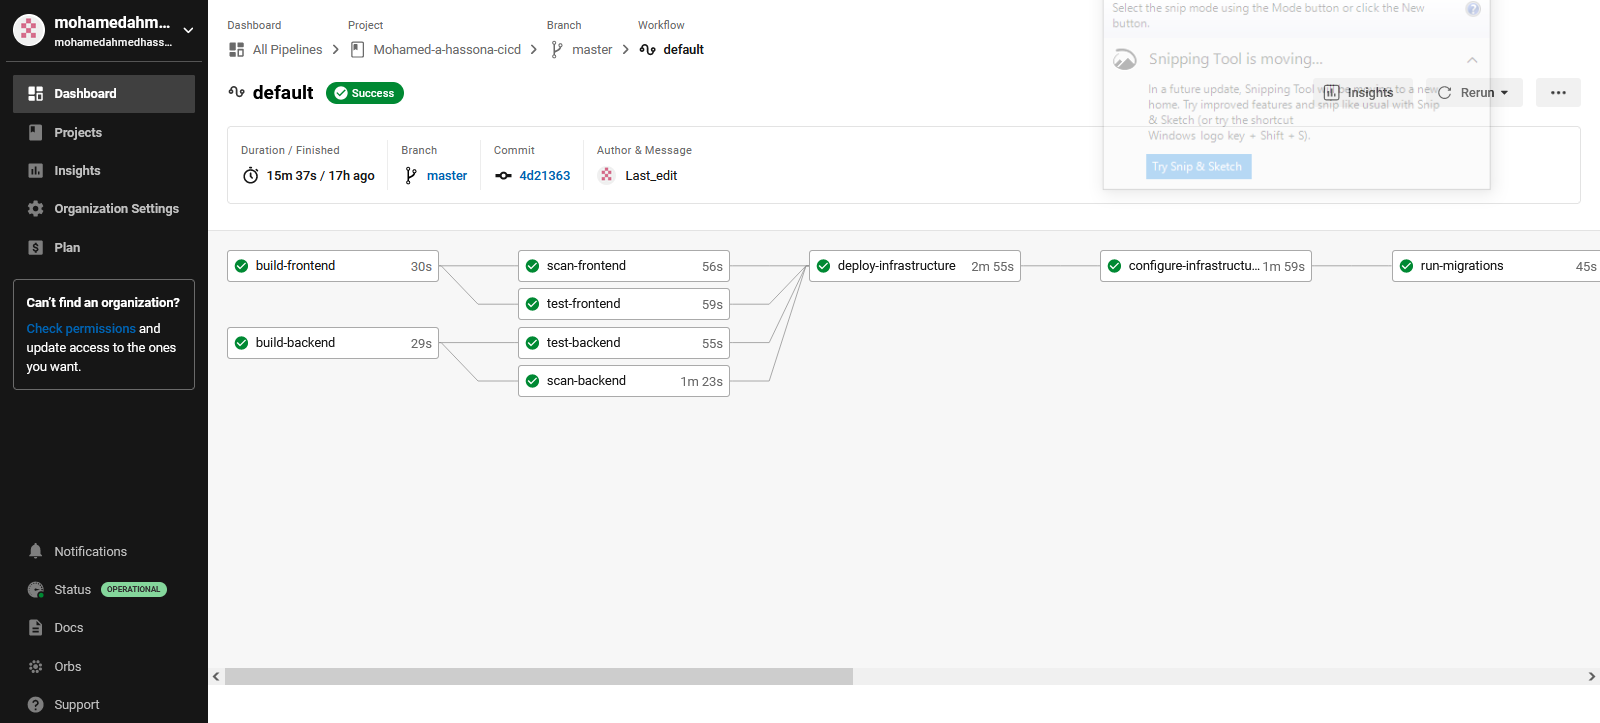 mohamedahm...
mohamedahmedhass...
Dashboard
Projects
Insights
Organization Settings
Plan
Can't find an organization?
Check permissions and
update access to the ones
you want.
Notifications
Status OPERATIONAL
Docs
Orbs
Support
Dashboard Project Branch Workflow
All Pipelines Mohamed-a-hassona-cicd master default
default Success
Insights Rerun
Duration / Finished Branch Commit Author & Message
15m 37s / 17h ago master 4d21363 Last_edit
Select the snip mode using the Mode button or click the New
button.
Snipping Tool is moving...
In a future update, Snipping Tool will be moving to a new
home. Try improved features and snip like usual with Snip
& Sketch (or try the shortcut
Windows logo key + Shift + S).
Try Snip & Sketch
build-frontend 30s scan-frontend 56s deploy-infrastructure 2m 55s configure-infrastructu... 1m 59s run-migrations 45s
test-frontend 59s
build-backend 29s test-backend 55s
scan-backend 1m 23s